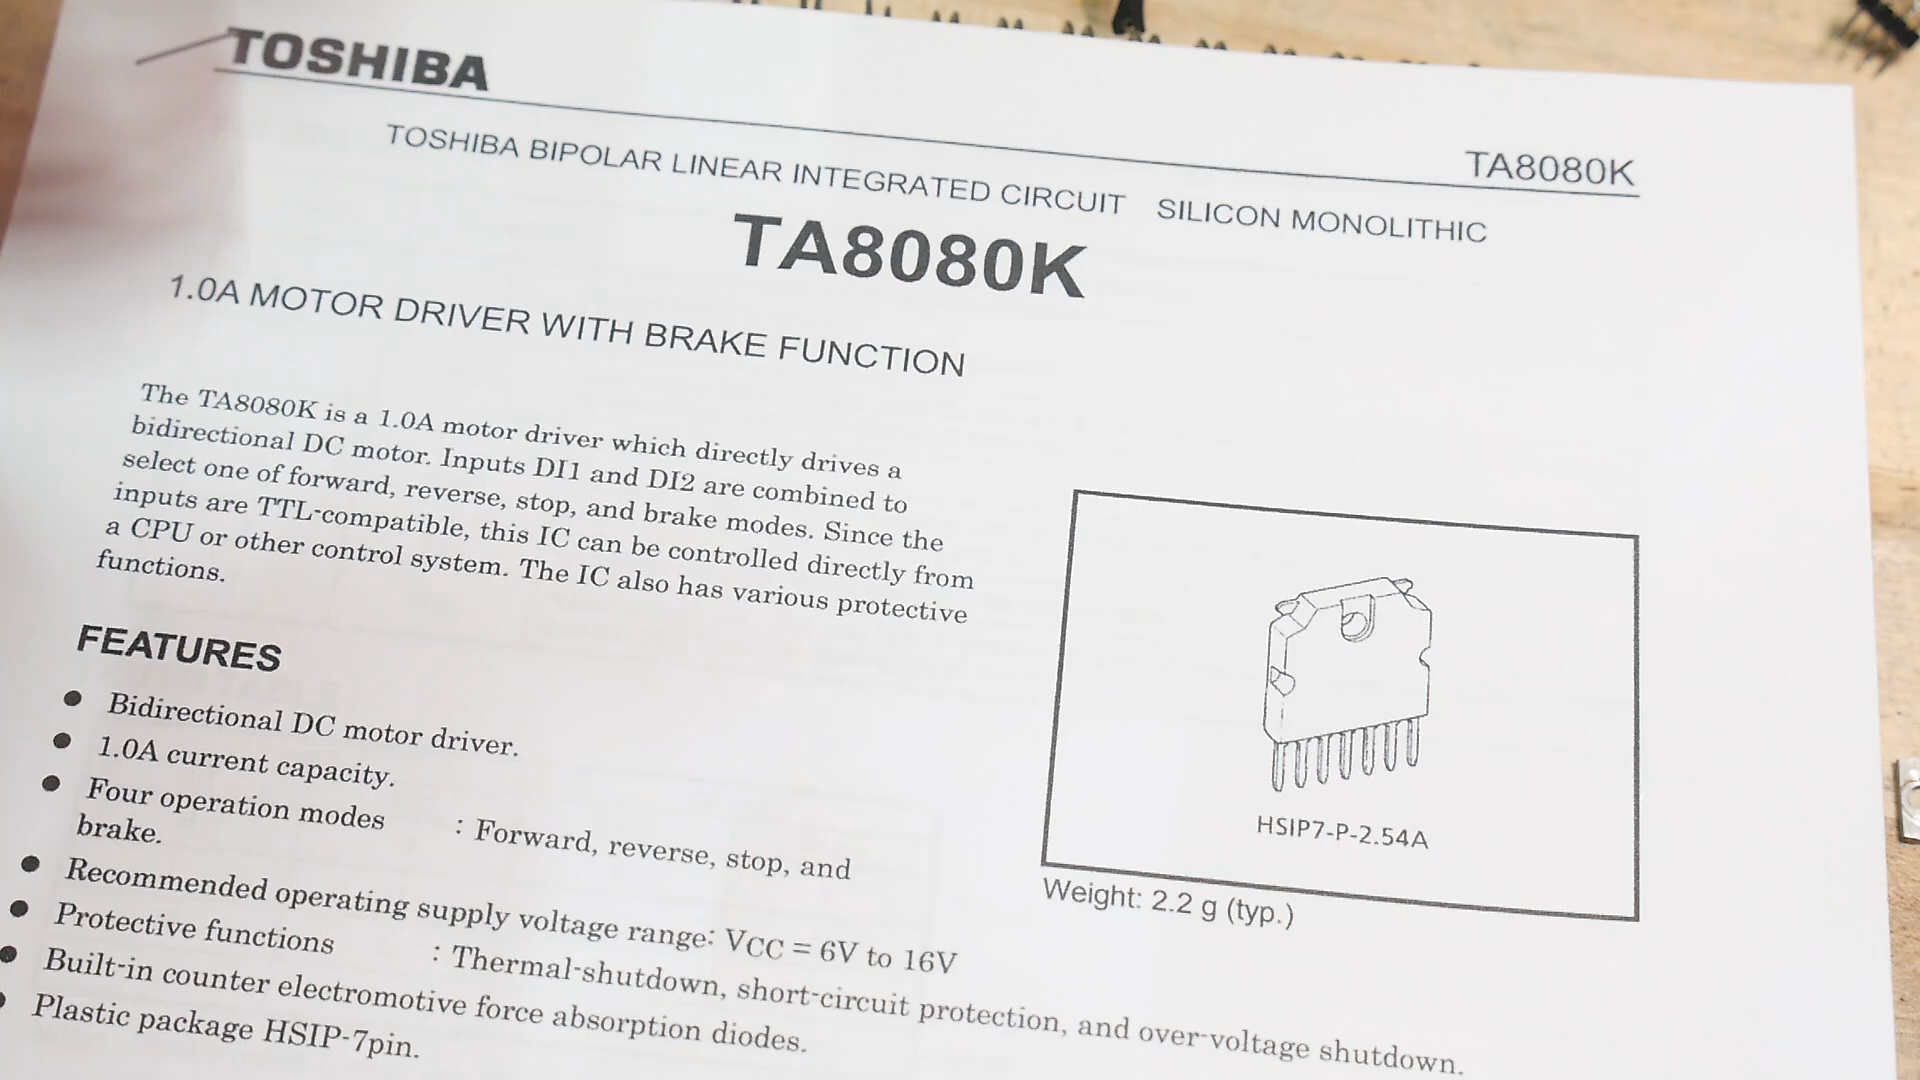 TOSHIBA
TA8080K
TOSHIBA BIPOLAR LINEAR INTEGRATED CIRCUIT SILICON MONOLITHIC
TA8080K
1.0A MOTOR DRIVER WITH BRAKE FUNCTION
The TA8080K is a 1.0A motor driver which directly drives a
bidirectional DC motor. Inputs DI1 and DI2 are combined to
select one of forward, reverse, stop, and brake modes. Since the
inputs are TTL-compatible, this IC can be controlled directly from
a CPU or other control system. The IC also has various protective
functions.
FEATURES
● Bidirectional DC motor driver.
● 1.0A current capacity.
● Four operation modes : Forward, reverse, stop, and
brake.
● Recommended operating supply voltage range: VCC = 6V to 16V
● Protective functions : Thermal-shutdown, short-circuit protection, and over-voltage shutdown.
● Built-in counter electromotive force absorption diodes.
● Plastic package HSIP-7pin.
HSIP7-P-2.54A
Weight: 2.2 g (typ.)